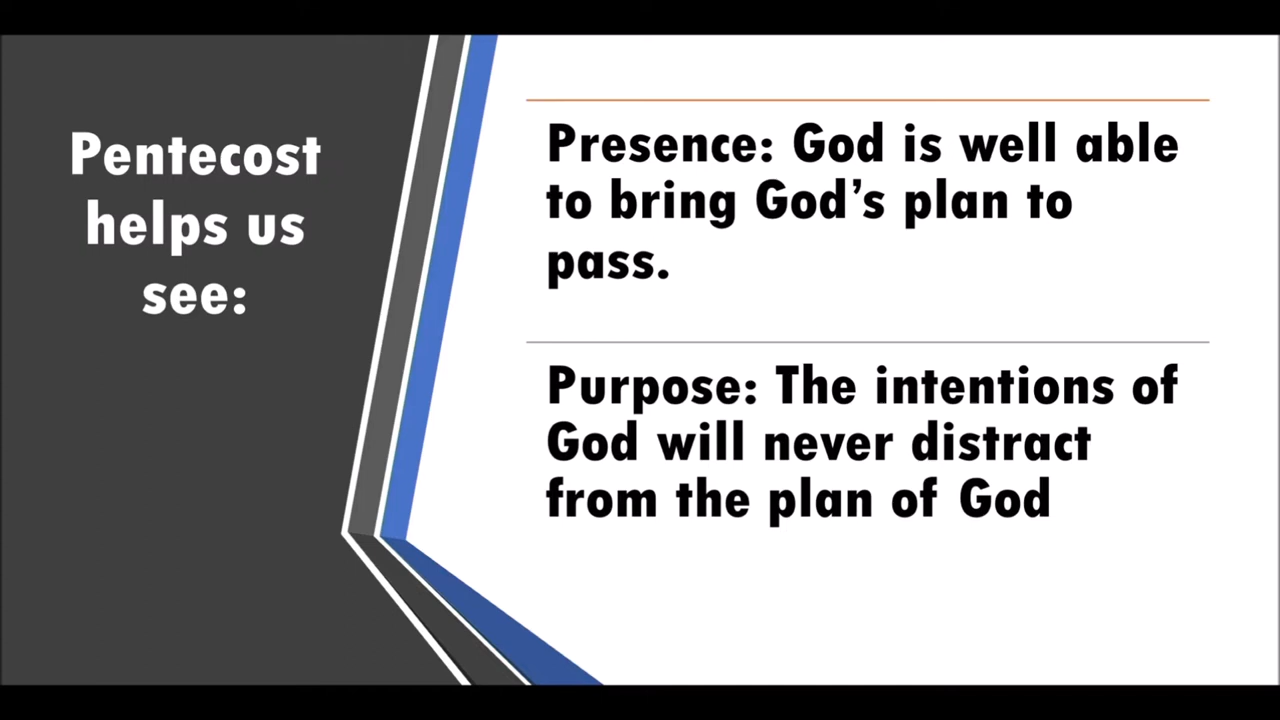 Pentecost
helps us
see:
Presence: God is well able
to bring God’s plan to
pass.
Purpose: The intentions of
God will never distract
from the plan of God